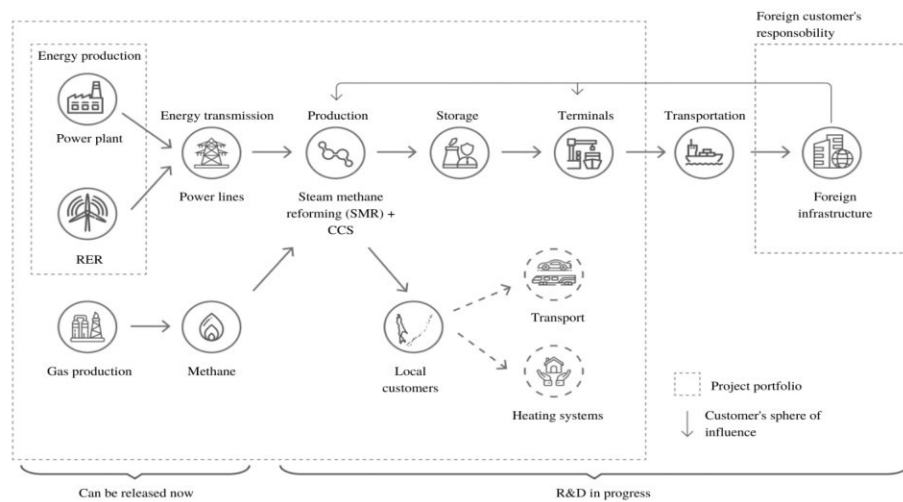 Foreign customer's
responsobility
Energy production
Power plant
RER
Energy transmission
Power lines
Production
Steam methane
reforming (SMR) +
CCS
Storage
Terminals
Transportation
Foreign
infrastructure
Gas production
Methane
Local
customers
Transport
Heating systems
Project portfolio
Customer's sphere of
influence
Can be released now
R&D in progress